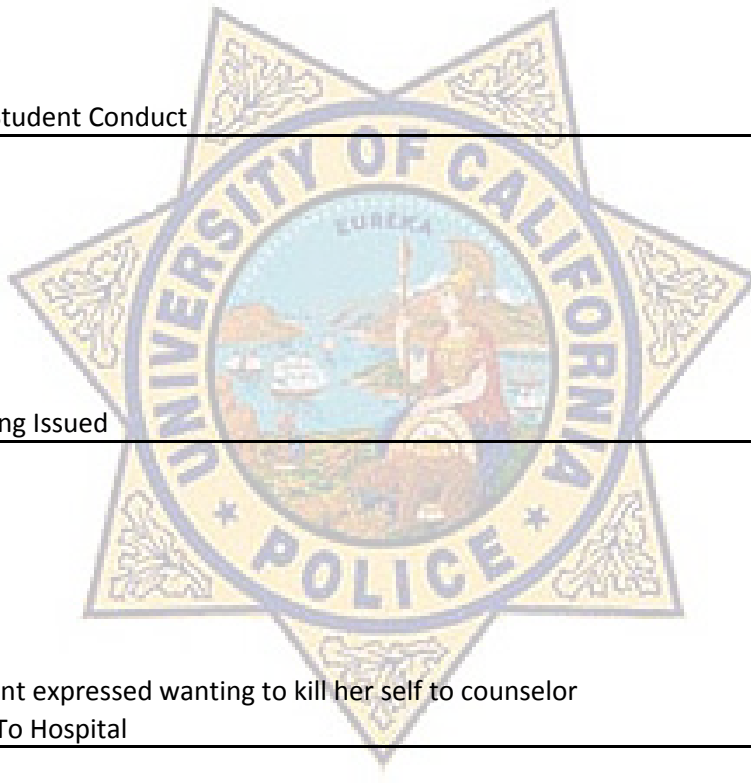 tudent Conduct
EUREKA
UNIVERSITY OF CALIFORNIA
ng Issued
POLICE
nt expressed wanting to kill her self to counselor
To Hospital